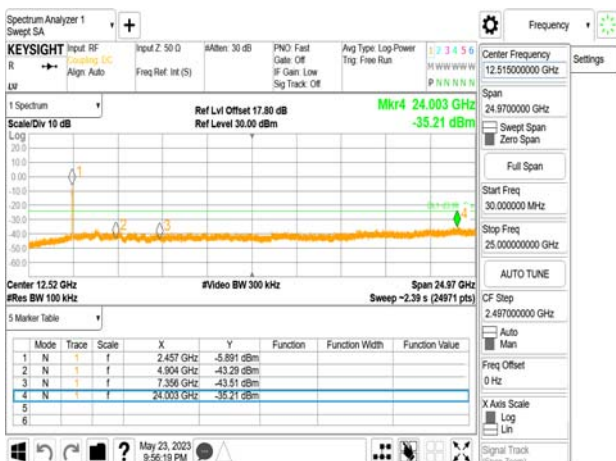 Spectrum Analyzer 1
Swept SA
+
Frequency
KEYSIGHT
R
Input: RF
Coupling: DC
Align: Auto
Input Z: 50 Ω
Freq Ref: Int (S)
#Atten: 30 dB
PNO: Fast
Gate: Off
IF Gain: Low
Sig Track: Off
Avg Type: Log-Power
Trig: Free Run
1 2 3 4 5 6
M W W W W W
P N N N N N
Center Frequency
12.515000000 GHz
Settings
Span
24.9700000 GHz
Swept Span
Zero Span
Full Span
Start Freq
30.000000 MHz
Stop Freq
25.000000000 GHz
AUTO TUNE
CF Step
2.497000000 GHz
Auto
Man
Freq Offset
0 Hz
X Axis Scale
Log
Lin
Signal Track
1 Spectrum
Scale/Div 10 dB
Ref Lvl Offset 17.80 dB
Ref Level 30.00 dBm
Mkr4 24.003 GHz
-35.21 dBm
Log
20.0
10.0
0.00
-10.0
-20.0
-30.0
-40.0
-50.0
-60.0
1
2
3
4
Center 12.52 GHz
#Video BW 300 kHz
Span 24.97 GHz
#Res BW 100 kHz
Sweep ~2.39 s (24971 pts)
5 Marker Table
Mode Trace Scale X Y Function Function Width Function Value
1 N 1 f 2.457 GHz -5.891 dBm
2 N 1 f 4.904 GHz -43.29 dBm
3 N 1 f 7.356 GHz -43.51 dBm
4 N 1 f 24.003 GHz -35.21 dBm
5
6
?
May 23, 2023
9:56:19 PM